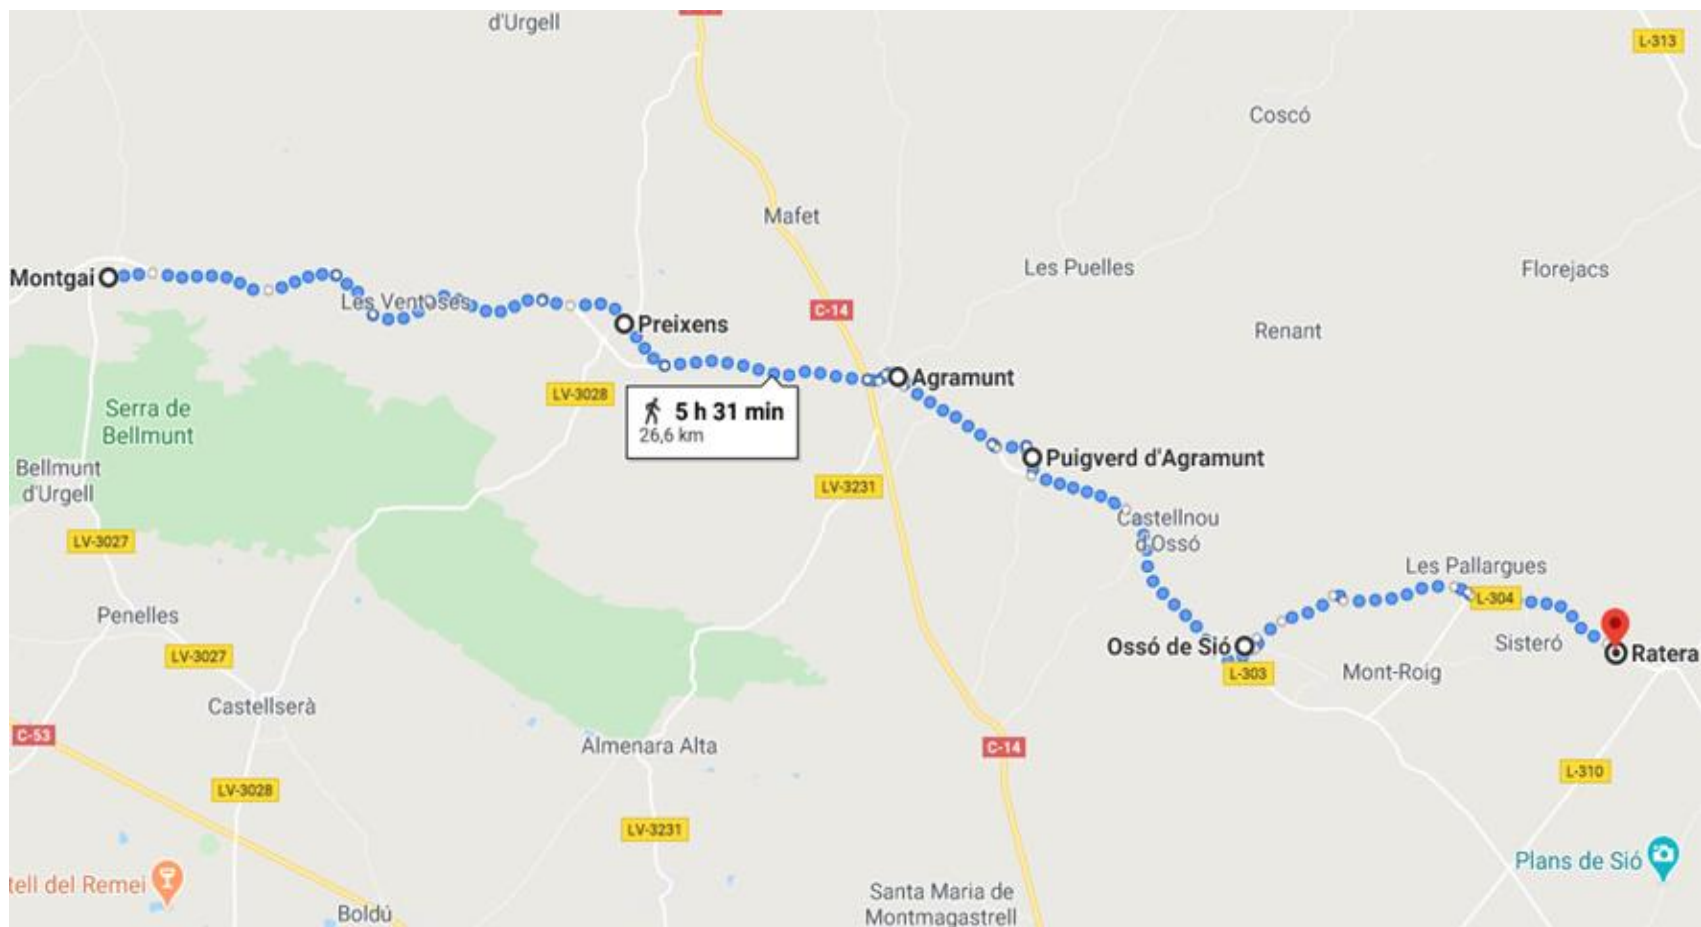 d'Urgell
L-313
Coscó
Mafet
Les Puelles
Florejacs
Montgai
Les Ventoses
C-14
Preixens
Renant
Agramunt
LV-3028
Serra de
Bellmunt
5 h 31 min
26,6 km
Puigverd d'Agramunt
Bellmunt
d'Urgell
LV-3231
Castellnou
d'Ossó
LV-3027
Les Pallargues
L-304
Penelles
Ossó de Sió
Sisteró
Ratera
LV-3027
L-303
Mont-Roig
Castellserà
C-53
Almenara Alta
C-14
L-310
LV-3028
LV-3231
Plans de Sió
tell del Remei
Santa Maria de
Montmagastrell
Boldú